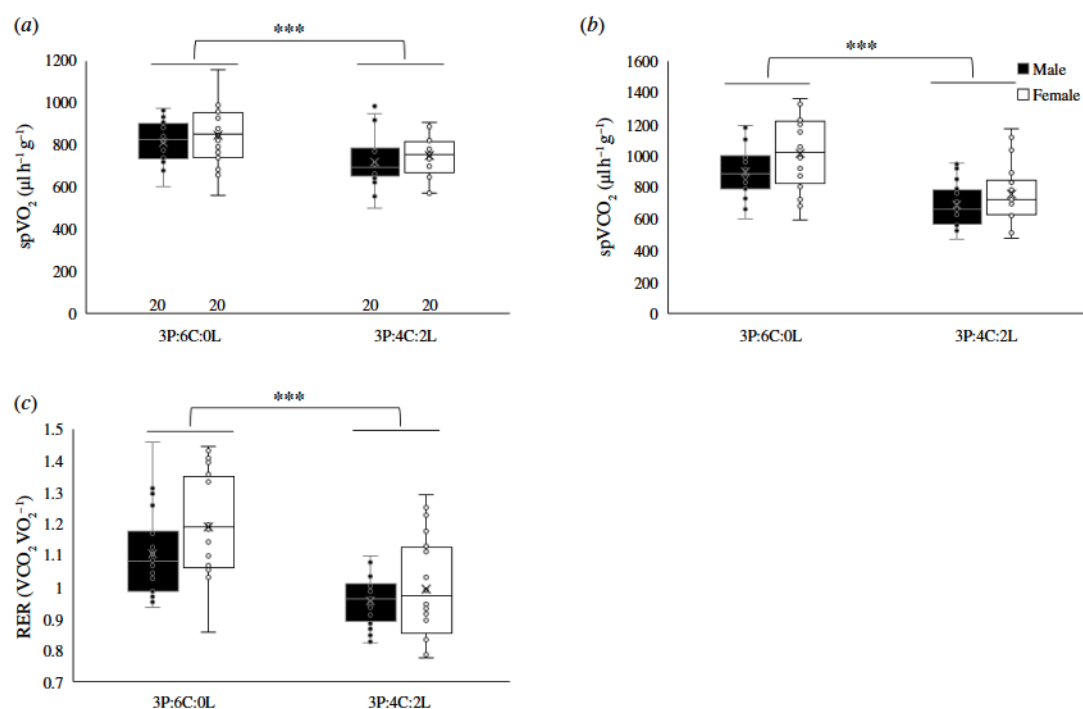 (a)
***
1200
1000
800
600
400
200
0
spVO2 (µl h−1 g−1)
20 20 20 20
3P:6C:0L 3P:4C:2L
(b)
***
Male
Female
1600
1400
1200
1000
800
600
400
200
0
spVCO2 (µl h−1 g−1)
3P:6C:0L 3P:4C:2L
(c)
***
1.5
1.4
1.3
1.2
1.1
1
0.9
0.8
0.7
RER (VCO2 VO2−1)
3P:6C:0L 3P:4C:2L